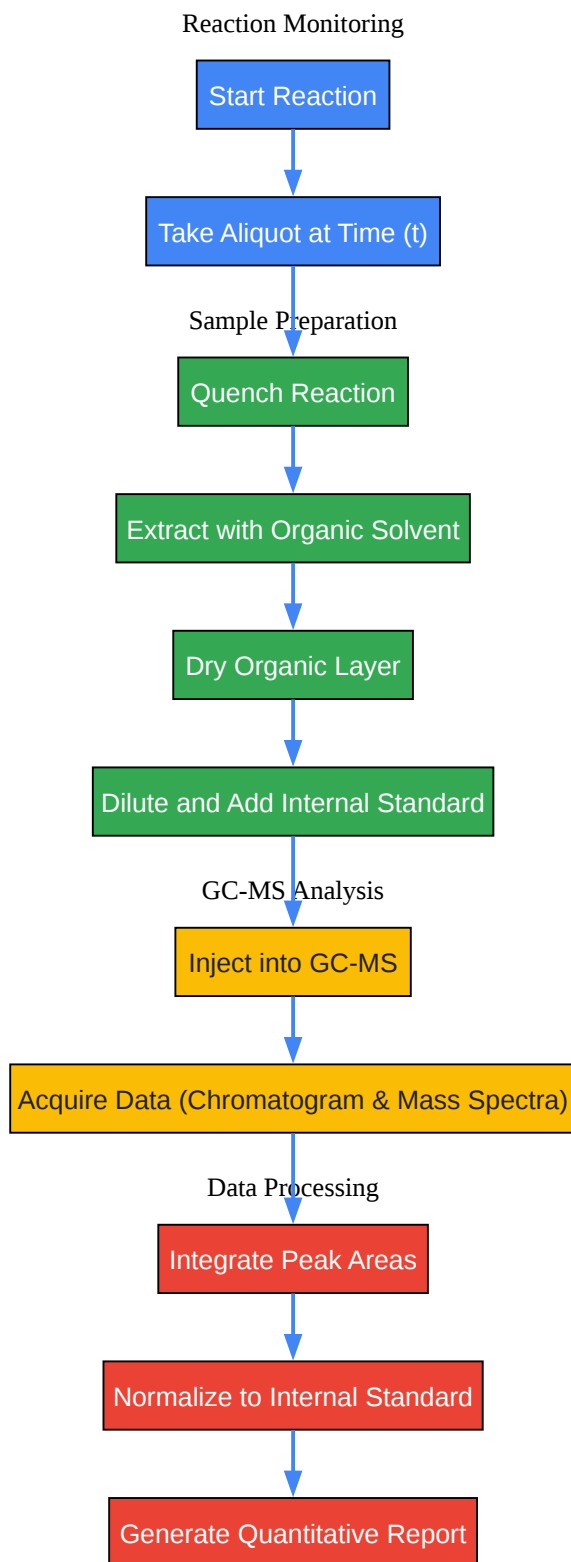 Reaction Monitoring
Start Reaction
Take Aliquot at Time (t)
Sample Preparation
Quench Reaction
Extract with Organic Solvent
Dry Organic Layer
Dilute and Add Internal Standard
GC-MS Analysis
Inject into GC-MS
Acquire Data (Chromatogram & Mass Spectra)
Data Processing
Integrate Peak Areas
Normalize to Internal Standard
Generate Quantitative Report